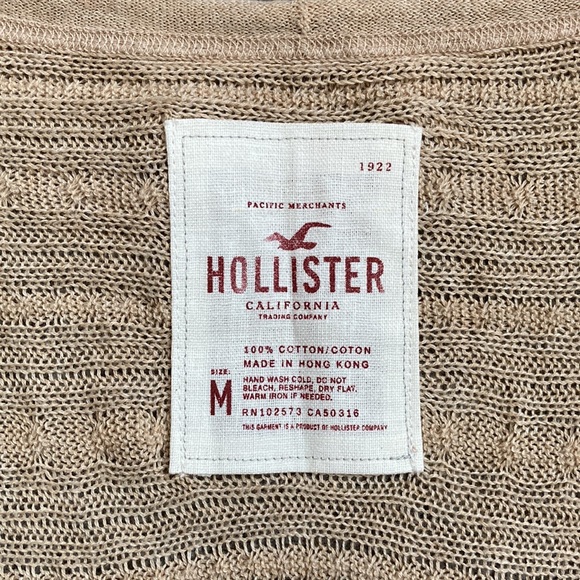 1922
PACIFIC MERCHANTS
HOLLISTER
CALIFORNIA
TRADING COMPANY
100% COTTON/COTON
MADE IN HONG KONG
SIZE:
M
HAND WASH COLD, DO NOT
BLEACH, RESHAPE, DRY FLAT,
WARM IRON IF NEEDED.
RN102573 CA50316
THIS GARMENT IS A PRODUCT OF HOLLISTER COMPANY